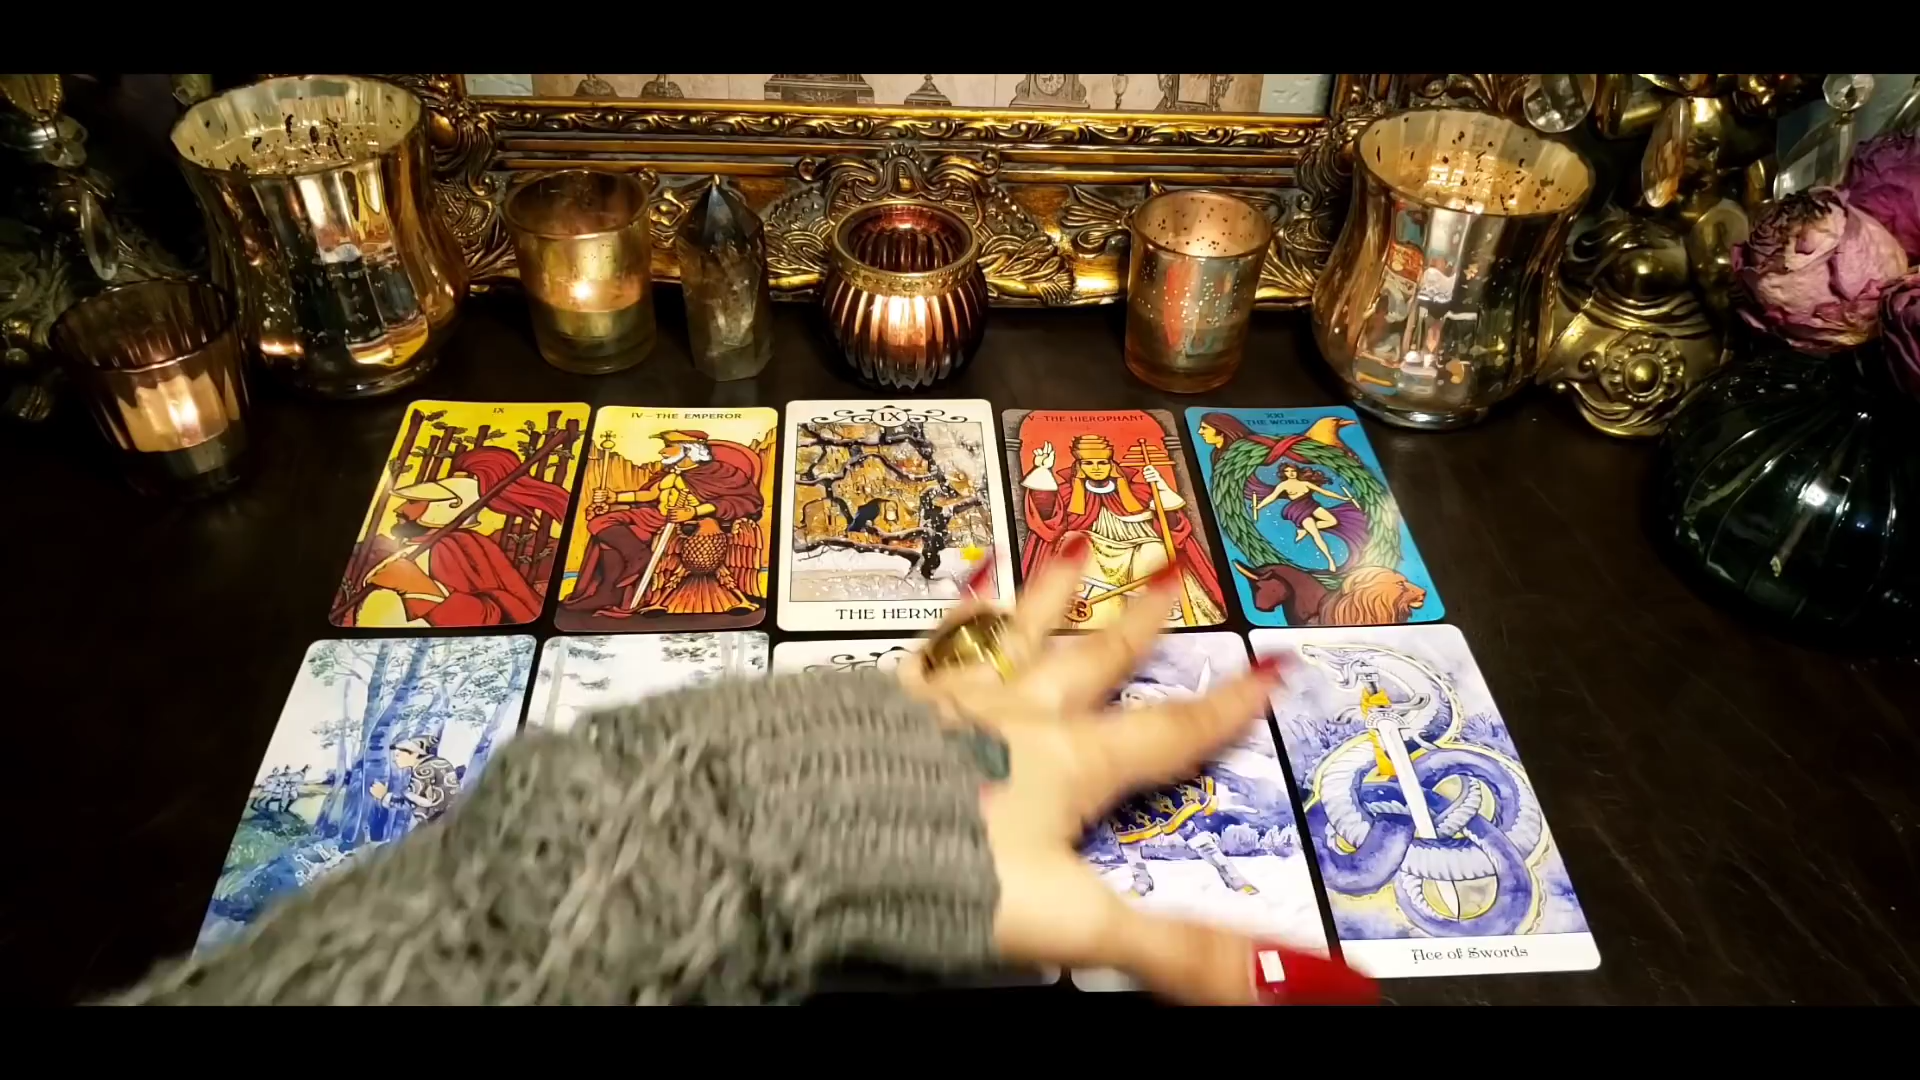 IX
IV – THE EMPEROR
IX
THE HERMI
V – THE HIEROPHANT
XXI
THE WORLD
Ace of Swords